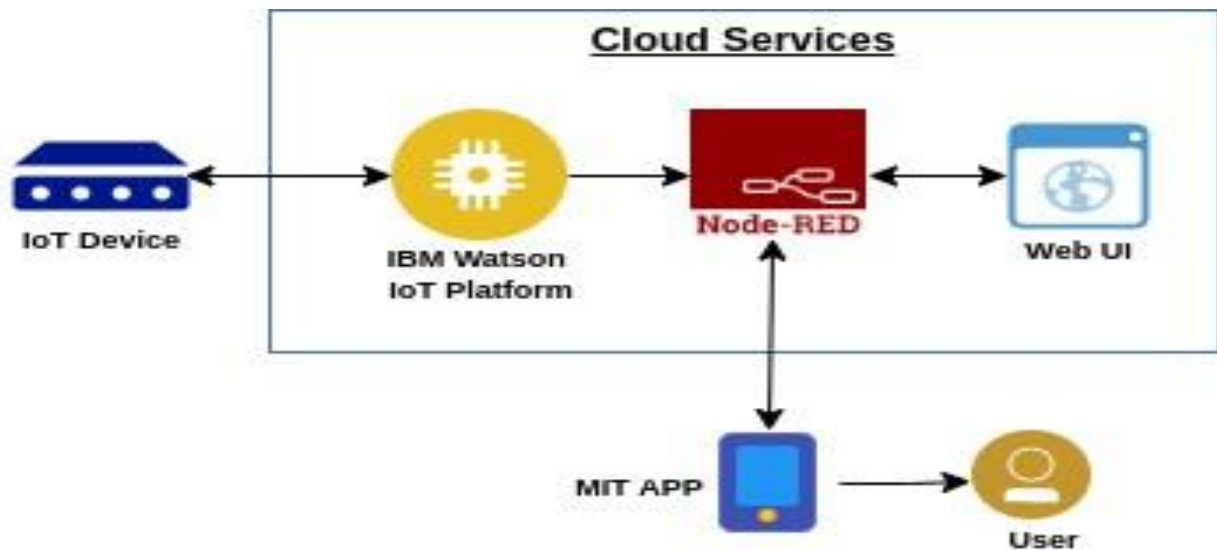 Cloud Services
IoT Device
IBM Watson
IoT Platform
Node-RED
Web UI
MIT APP
User